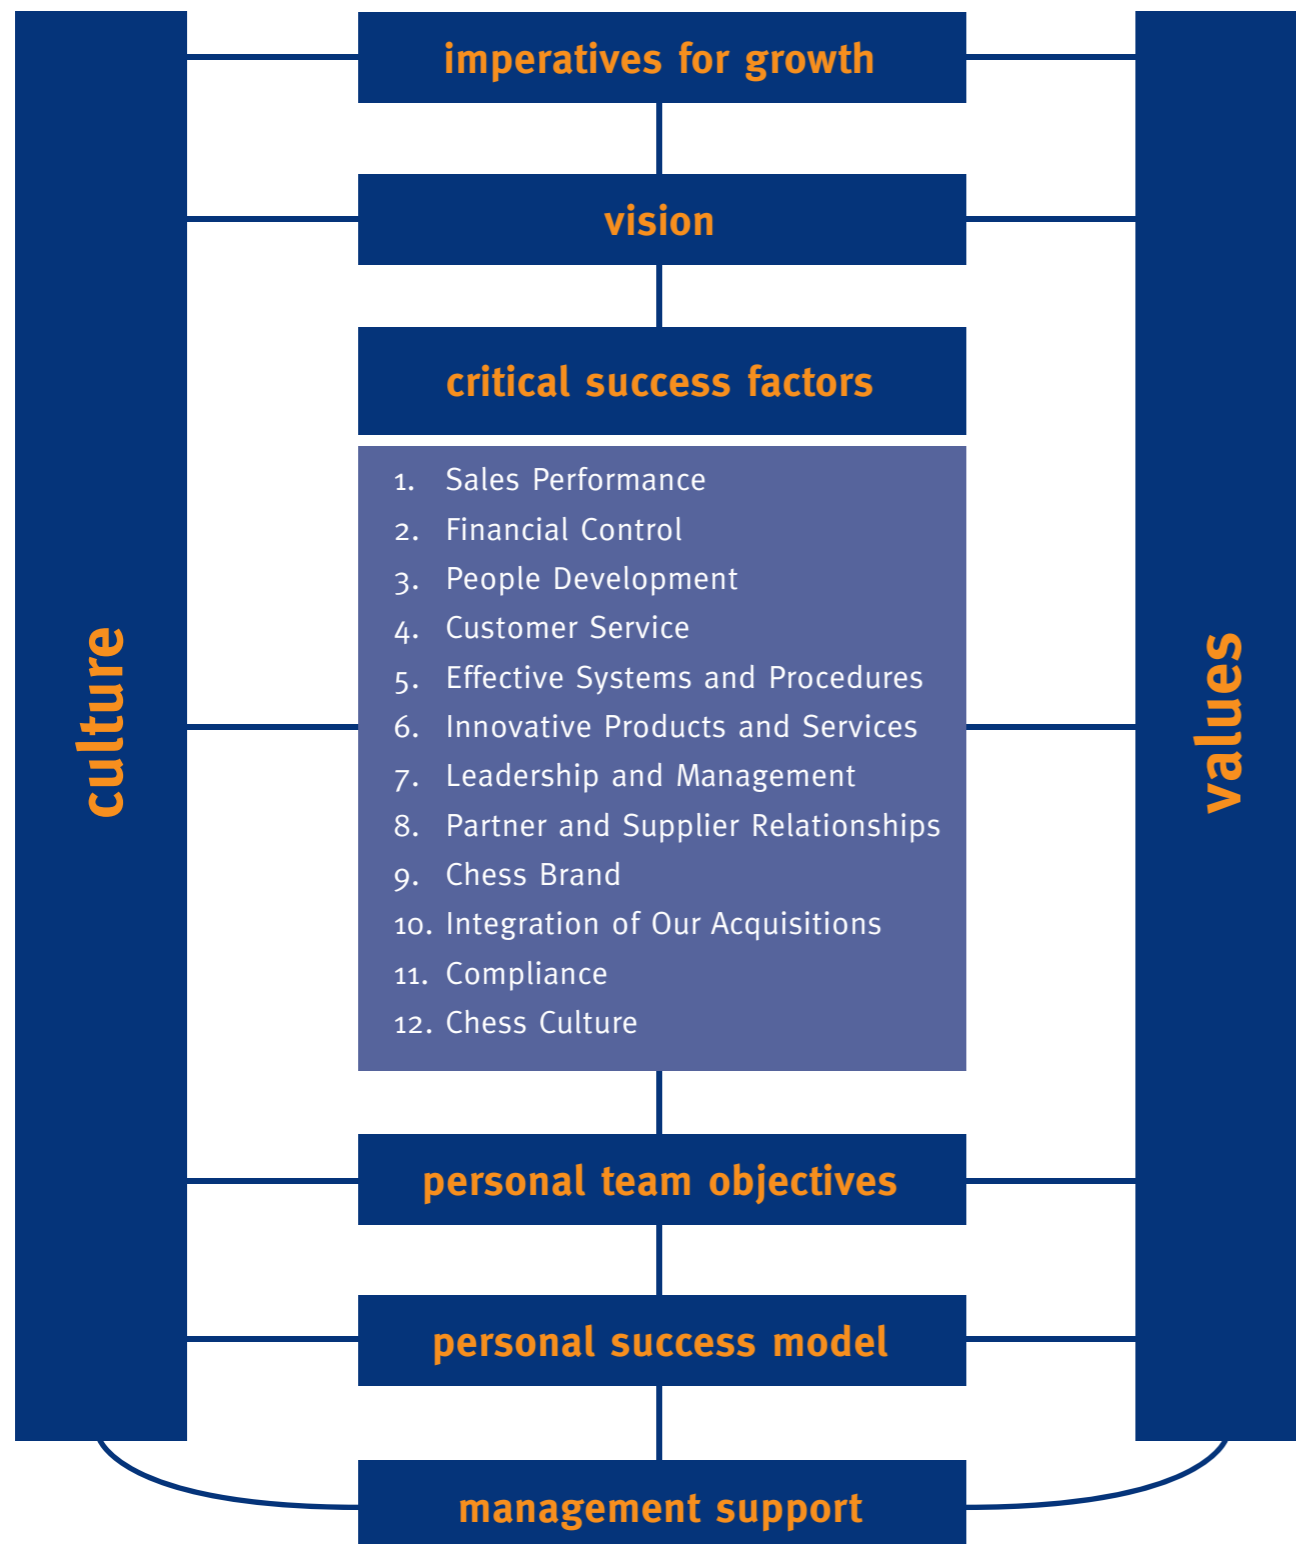 imperatives for growth
vision
critical success factors
1. Sales Performance
2. Financial Control
3. People Development
4. Customer Service
5. Effective Systems and Procedures
6. Innovative Products and Services
7. Leadership and Management
8. Partner and Supplier Relationships
9. Chess Brand
10. Integration of Our Acquisitions
11. Compliance
12. Chess Culture
culture
values
personal team objectives
personal success model
management support